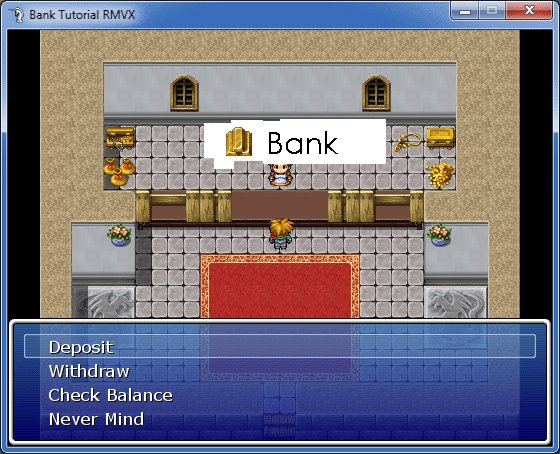 Bank Tutorial RMVX
Bank
Deposit
Withdraw
Check Balance
Never Mind